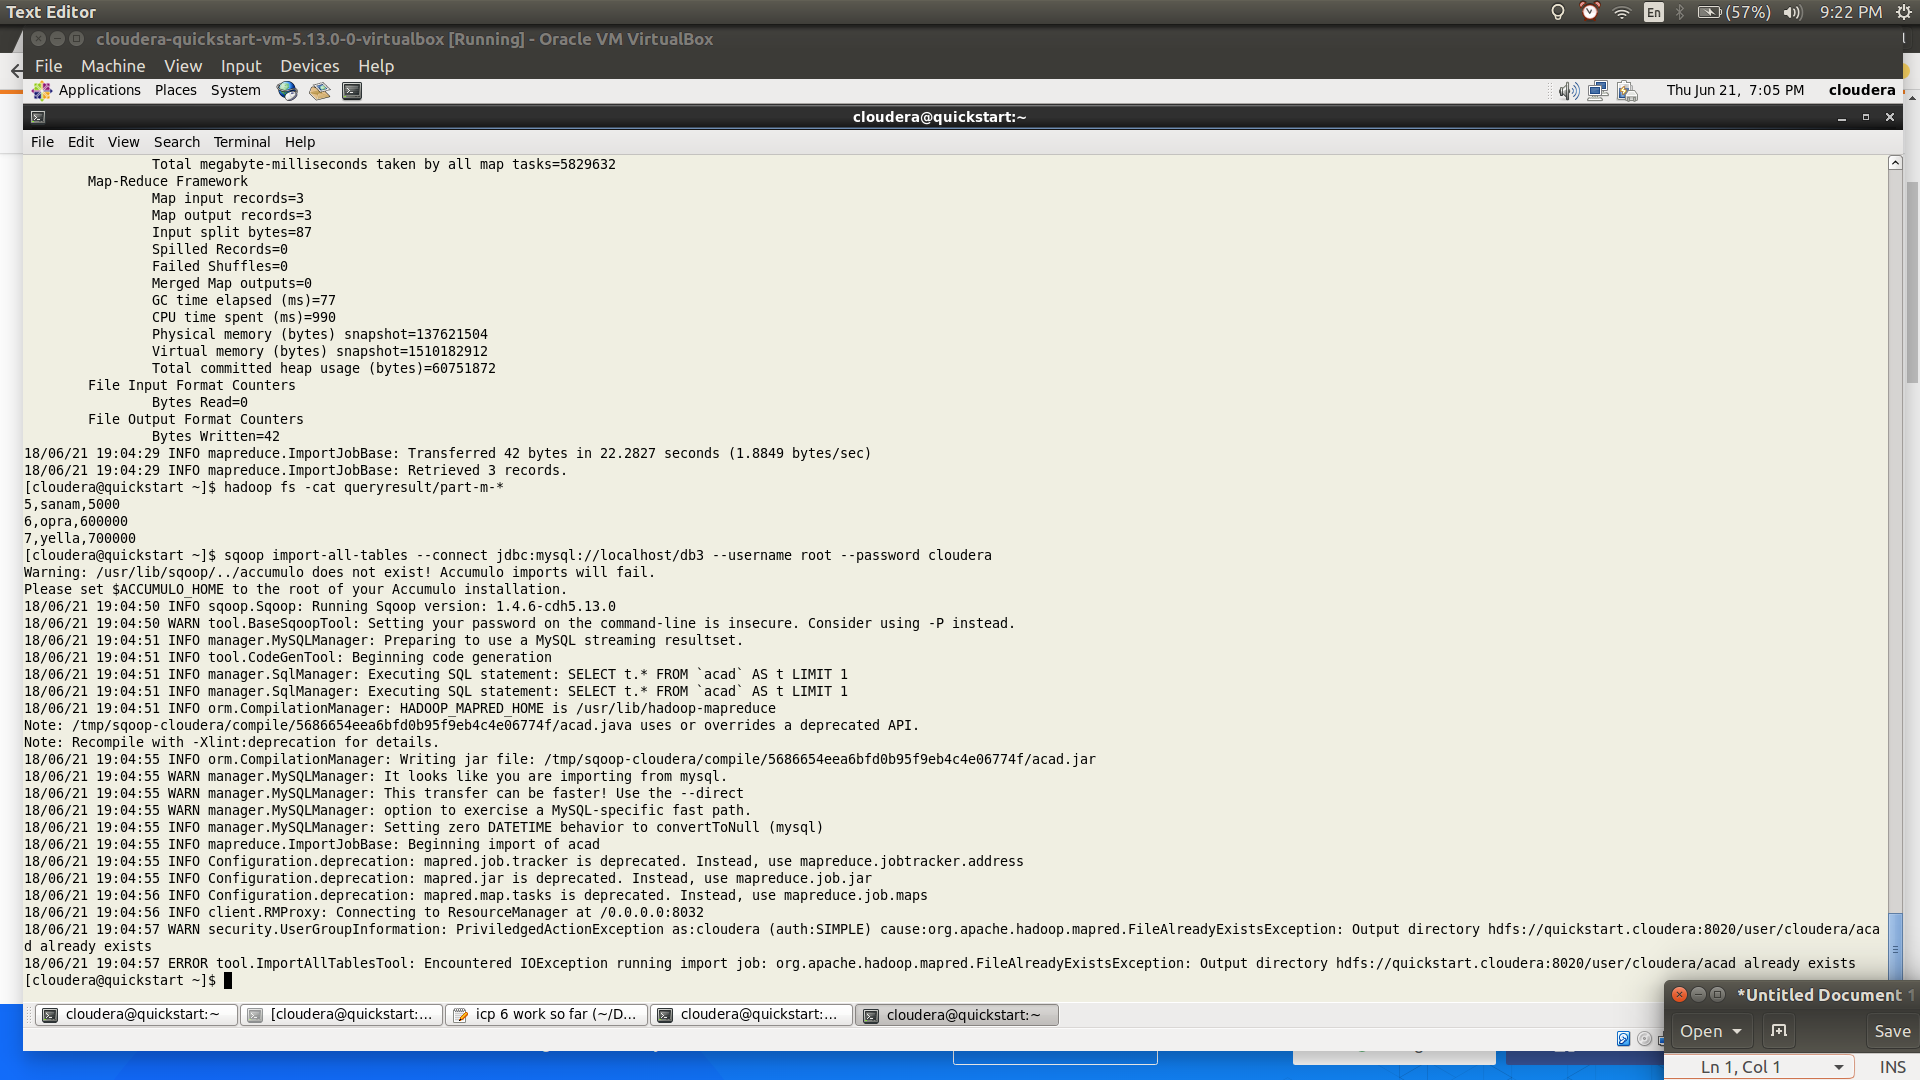 Text Editor
En
(57%)
9:22 PM
cloudera-quickstart-vm-5.13.0-0-virtualbox [Running] - Oracle VM VirtualBox
File Machine View Input Devices Help
Applications Places System
Thu Jun 21, 7:05 PM cloudera
cloudera@quickstart:~
File Edit View Search Terminal Help
Total megabyte-milliseconds taken by all map tasks=5829632
Map-Reduce Framework
Map input records=3
Map output records=3
Input split bytes=87
Spilled Records=0
Failed Shuffles=0
Merged Map outputs=0
GC time elapsed (ms)=77
CPU time spent (ms)=990
Physical memory (bytes) snapshot=137621504
Virtual memory (bytes) snapshot=1510182912
Total committed heap usage (bytes)=60751872
File Input Format Counters
Bytes Read=0
File Output Format Counters
Bytes Written=42
18/06/21 19:04:29 INFO mapreduce.ImportJobBase: Transferred 42 bytes in 22.2827 seconds (1.8849 bytes/sec)
18/06/21 19:04:29 INFO mapreduce.ImportJobBase: Retrieved 3 records.
[cloudera@quickstart ~]$ hadoop fs -cat queryresult/part-m-*
5,sanam,5000
6,opra,600000
7,yella,700000
[cloudera@quickstart ~]$ sqoop import-all-tables --connect jdbc:mysql://localhost/db3 --username root --password cloudera
Warning: /usr/lib/sqoop/../accumulo does not exist! Accumulo imports will fail.
Please set $ACCUMULO_HOME to the root of your Accumulo installation.
18/06/21 19:04:50 INFO sqoop.Sqoop: Running Sqoop version: 1.4.6-cdh5.13.0
18/06/21 19:04:50 WARN tool.BaseSqoopTool: Setting your password on the command-line is insecure. Consider using -P instead.
18/06/21 19:04:51 INFO manager.MySQLManager: Preparing to use a MySQL streaming resultset.
18/06/21 19:04:51 INFO tool.CodeGenTool: Beginning code generation
18/06/21 19:04:51 INFO manager.SqlManager: Executing SQL statement: SELECT t.* FROM `acad` AS t LIMIT 1
18/06/21 19:04:51 INFO manager.SqlManager: Executing SQL statement: SELECT t.* FROM `acad` AS t LIMIT 1
18/06/21 19:04:51 INFO orm.CompilationManager: HADOOP_MAPRED_HOME is /usr/lib/hadoop-mapreduce
Note: /tmp/sqoop-cloudera/compile/5686654eea6bfd0b95f9eb4c4e06774f/acad.java uses or overrides a deprecated API.
Note: Recompile with -Xlint:deprecation for details.
18/06/21 19:04:55 INFO orm.CompilationManager: Writing jar file: /tmp/sqoop-cloudera/compile/5686654eea6bfd0b95f9eb4c4e06774f/acad.jar
18/06/21 19:04:55 WARN manager.MySQLManager: It looks like you are importing from mysql.
18/06/21 19:04:55 WARN manager.MySQLManager: This transfer can be faster! Use the --direct
18/06/21 19:04:55 WARN manager.MySQLManager: option to exercise a MySQL-specific fast path.
18/06/21 19:04:55 INFO manager.MySQLManager: Setting zero DATETIME behavior to convertToNull (mysql)
18/06/21 19:04:55 INFO mapreduce.ImportJobBase: Beginning import of acad
18/06/21 19:04:55 INFO Configuration.deprecation: mapred.job.tracker is deprecated. Instead, use mapreduce.jobtracker.address
18/06/21 19:04:55 INFO Configuration.deprecation: mapred.jar is deprecated. Instead, use mapreduce.job.jar
18/06/21 19:04:56 INFO Configuration.deprecation: mapred.map.tasks is deprecated. Instead, use mapreduce.job.maps
18/06/21 19:04:56 INFO client.RMProxy: Connecting to ResourceManager at /0.0.0.0:8032
18/06/21 19:04:57 WARN security.UserGroupInformation: PriviledgedActionException as:cloudera (auth:SIMPLE) cause:org.apache.hadoop.mapred.FileAlreadyExistsException: Output directory hdfs://quickstart.cloudera:8020/user/cloudera/aca
d already exists
18/06/21 19:04:57 ERROR tool.ImportAllTablesTool: Encountered IOException running import job: org.apache.hadoop.mapred.FileAlreadyExistsException: Output directory hdfs://quickstart.cloudera:8020/user/cloudera/acad already exists
[cloudera@quickstart ~]$
*Untitled Document 1
cloudera@quickstart:~
[cloudera@quickstart:...
icp 6 work so far (~/D...
cloudera@quickstart:...
cloudera@quickstart:~
Open
Save
Ln 1, Col 1
INS